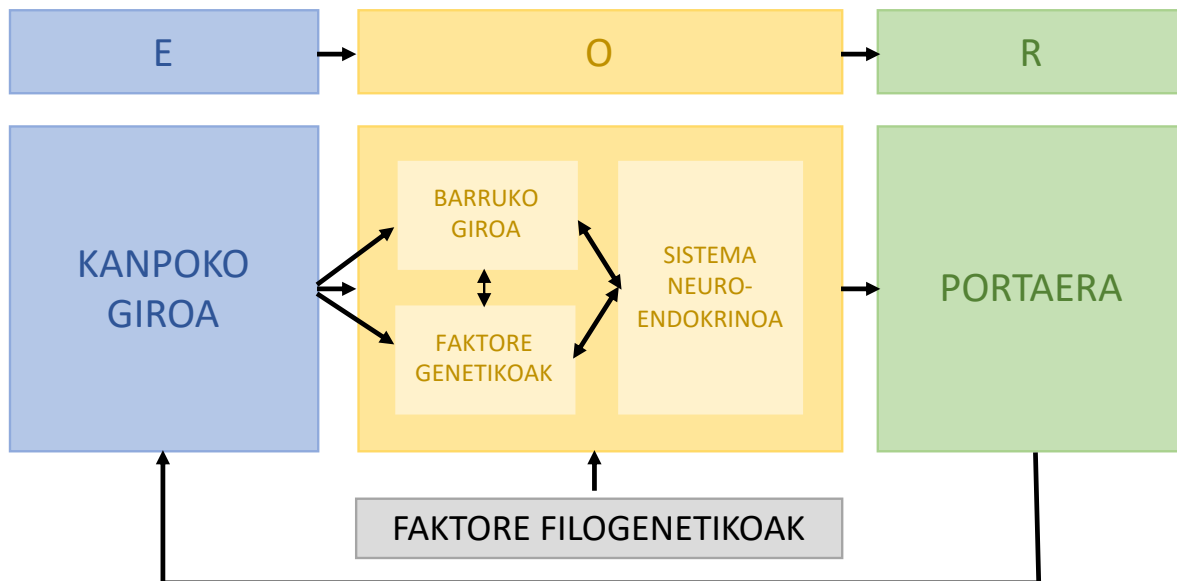 E
O
R
KANPOKO
GIROA
BARRUKO
GIROA
FAKTORE
GENETIKOAK
SISTEMA
NEURO-
ENDOKRINOA
PORTAERA
FAKTORE FILOGENETIKOAK